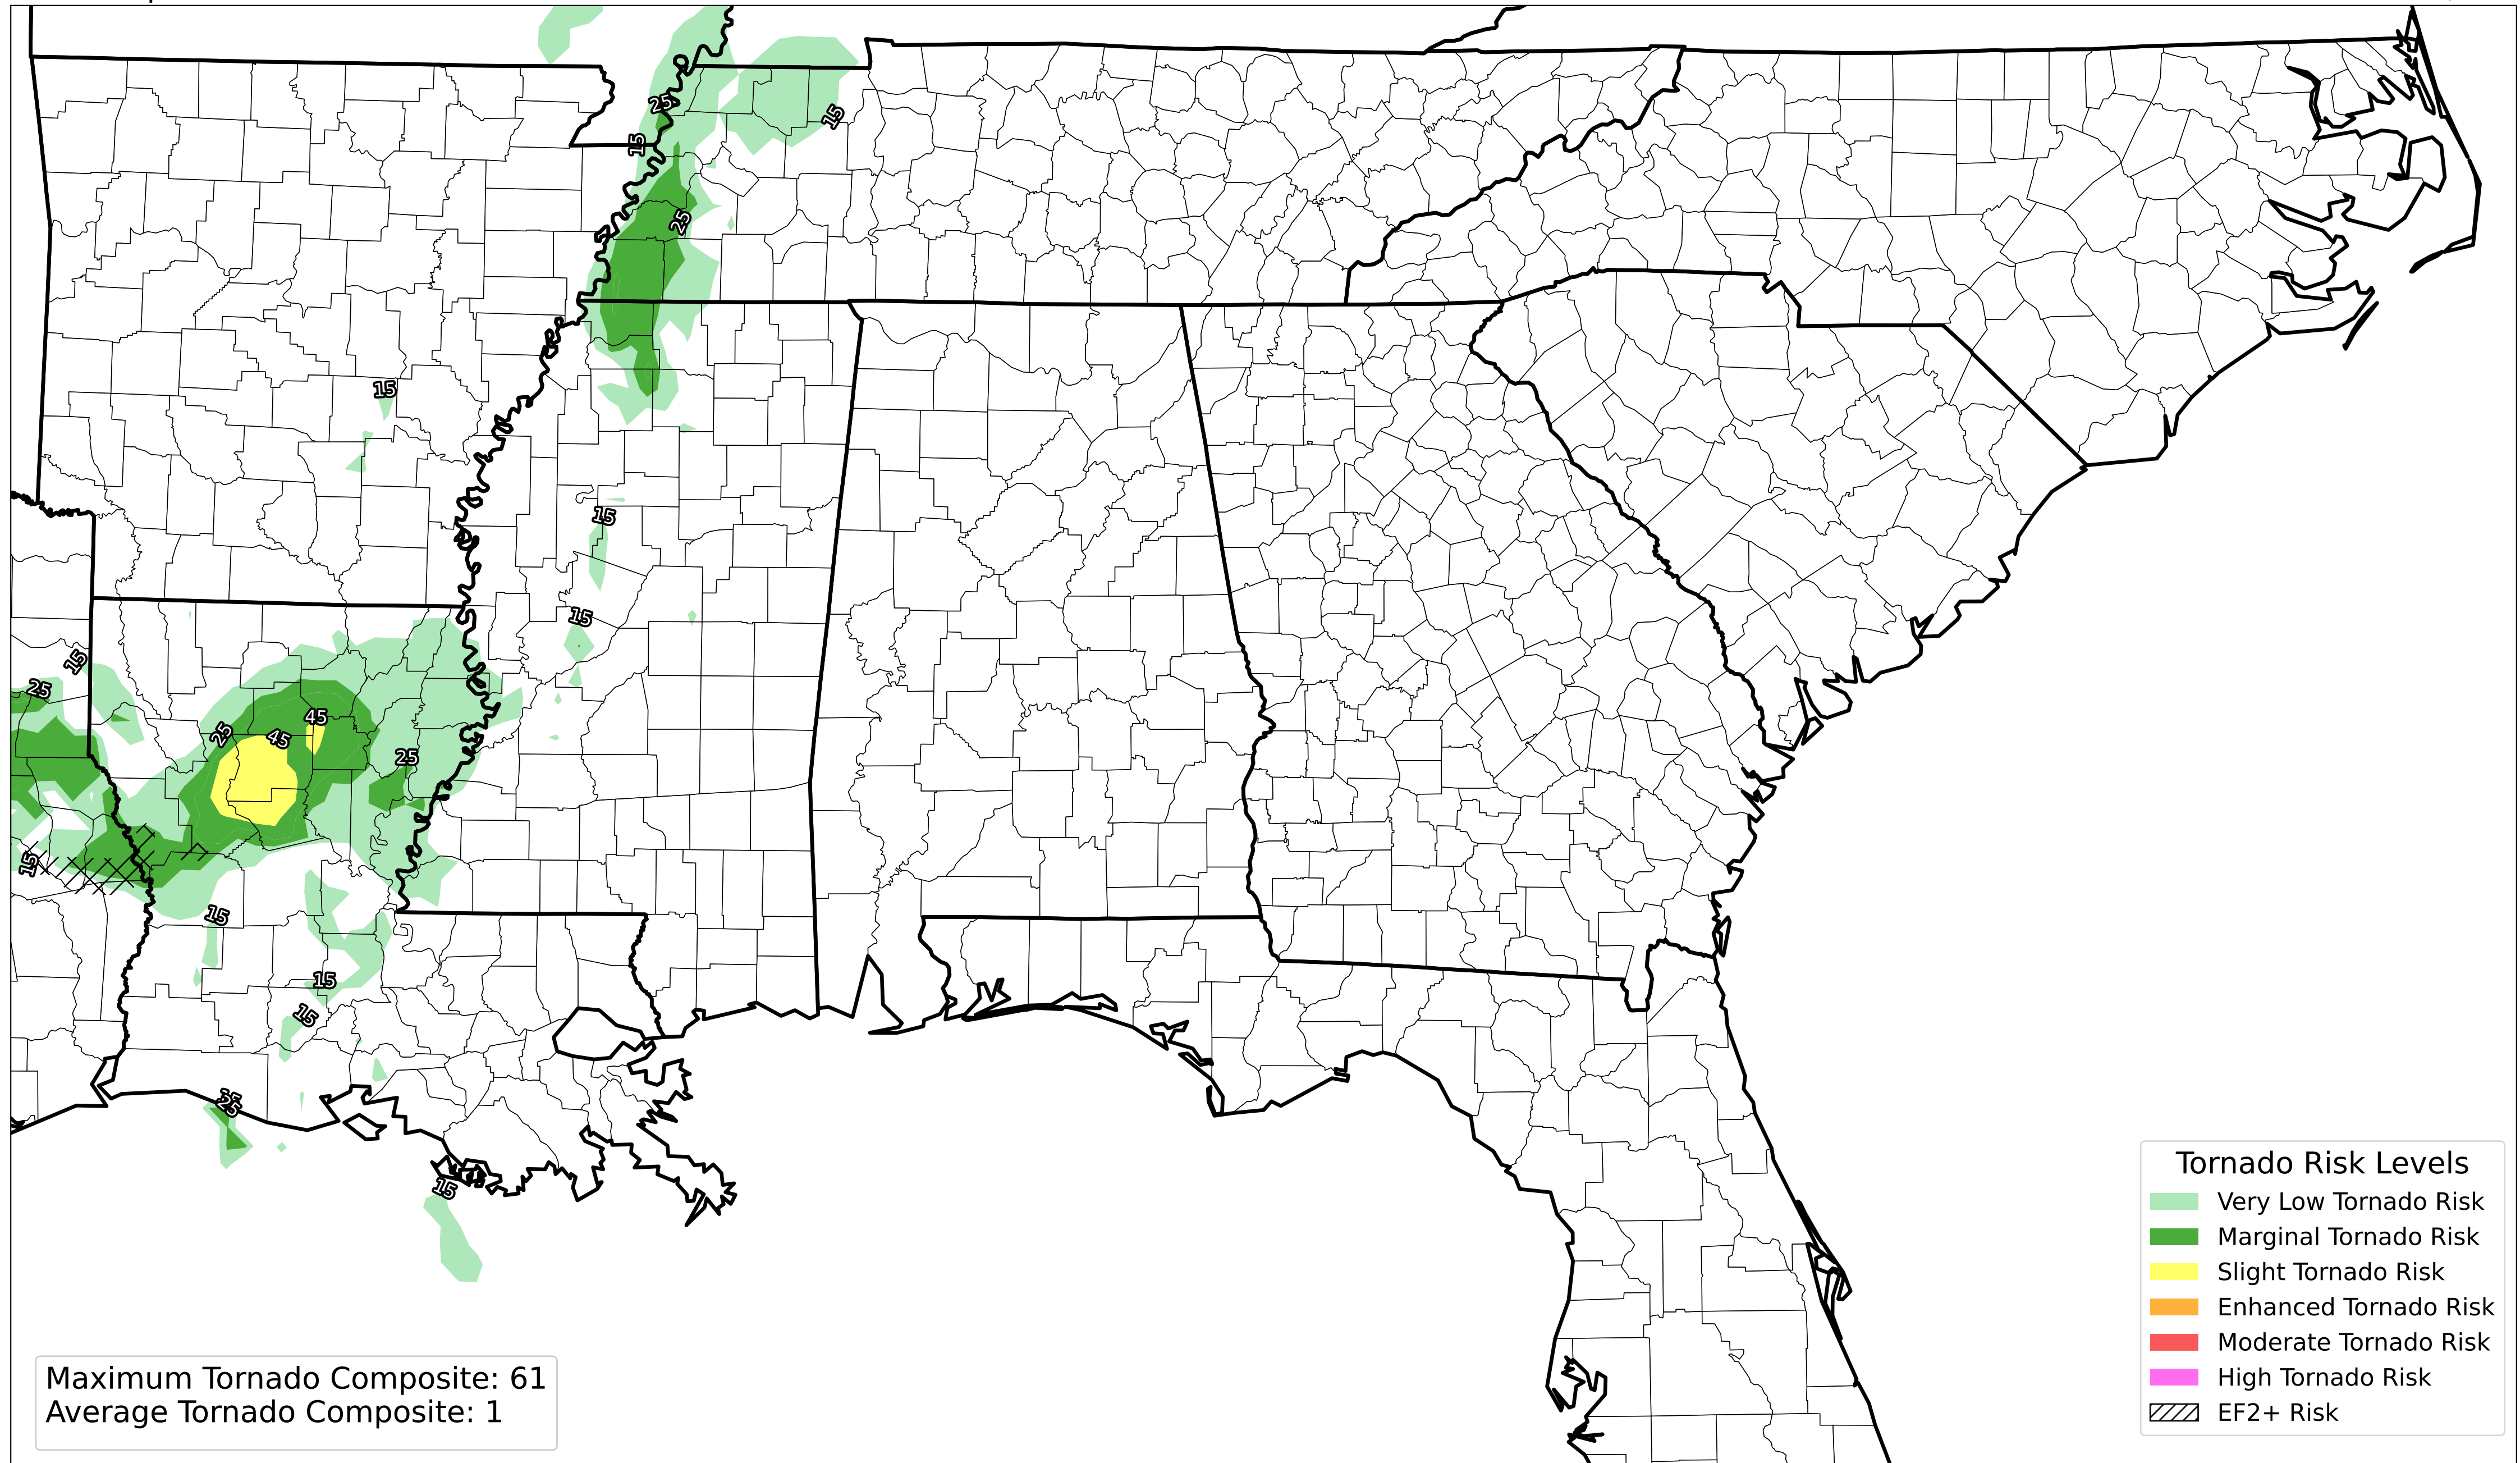 25
15
15
25
15
15
15
15
25
45
25
45
25
15
15
15
15
25
25
15
Tornado Risk Levels
Very Low Tornado Risk
Marginal Tornado Risk
Slight Tornado Risk
Enhanced Tornado Risk
Moderate Tornado Risk
High Tornado Risk
EF2+ Risk
Maximum Tornado Composite: 61
Average Tornado Composite: 1